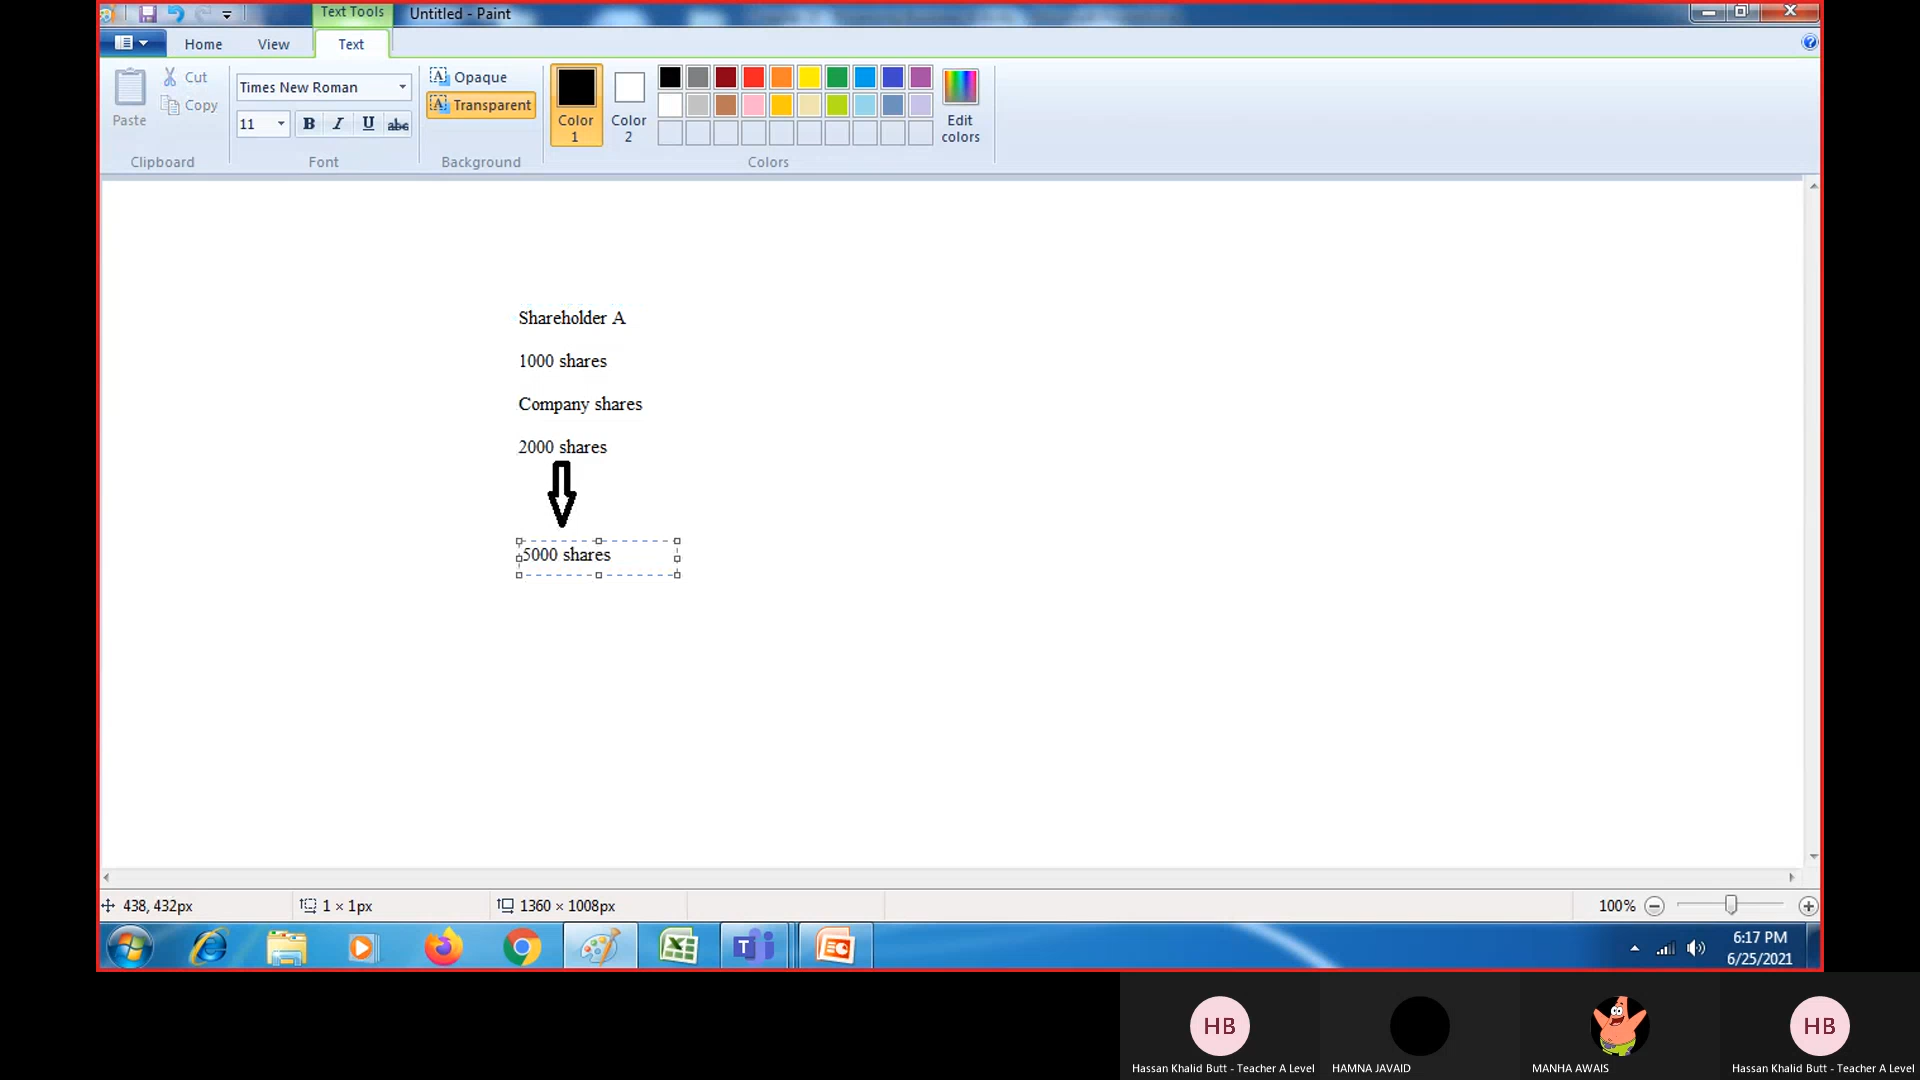 Text Tools
Untitled - Paint
Home View Text
Paste
Cut
Copy
Clipboard
Times New Roman
11
B I U abc
Font
Opaque
Transparent
Background
Color 1
Color 2
Edit colors
Colors
Shareholder A
1000 shares
Company shares
2000 shares
5000 shares
438, 432px
1 × 1px
1360 × 1008px
100%
6:17 PM
6/25/2021
HB
HB
Hassan Khalid Butt - Teacher A Level
HAMNA JAVAID
MANHA AWAIS
Hassan Khalid Butt - Teacher A Level